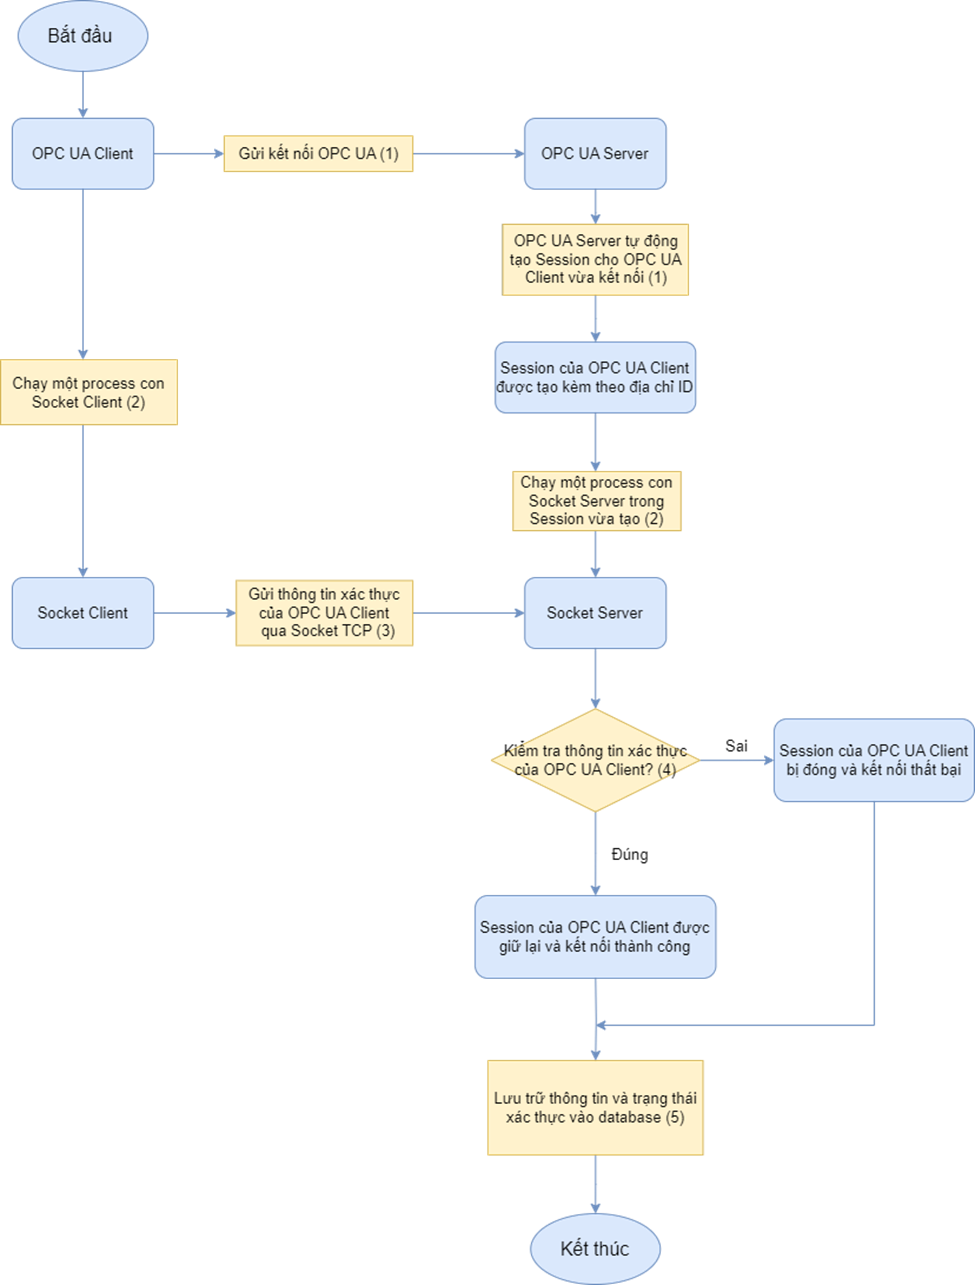 Bắt đầu
OPC UA Client
Gửi kết nối OPC UA (1)
OPC UA Server
OPC UA Server tự động
tạo Session cho OPC UA
Client vừa kết nối (1)
Session của OPC UA Client
được tạo kèm theo địa chỉ ID
Chạy một process con
Socket Client (2)
Chạy một process con
Socket Server trong
Session vừa tạo (2)
Socket Client
Gửi thông tin xác thực
của OPC UA Client
qua Socket TCP (3)
Socket Server
Kiểm tra thông tin xác thực
của OPC UA Client? (4)
Sai
Session của OPC UA Client
bị đóng và kết nối thất bại
Đúng
Session của OPC UA Client được
giữ lại và kết nối thành công
Lưu trữ thông tin và trạng thái
xác thực vào database (5)
Kết thúc